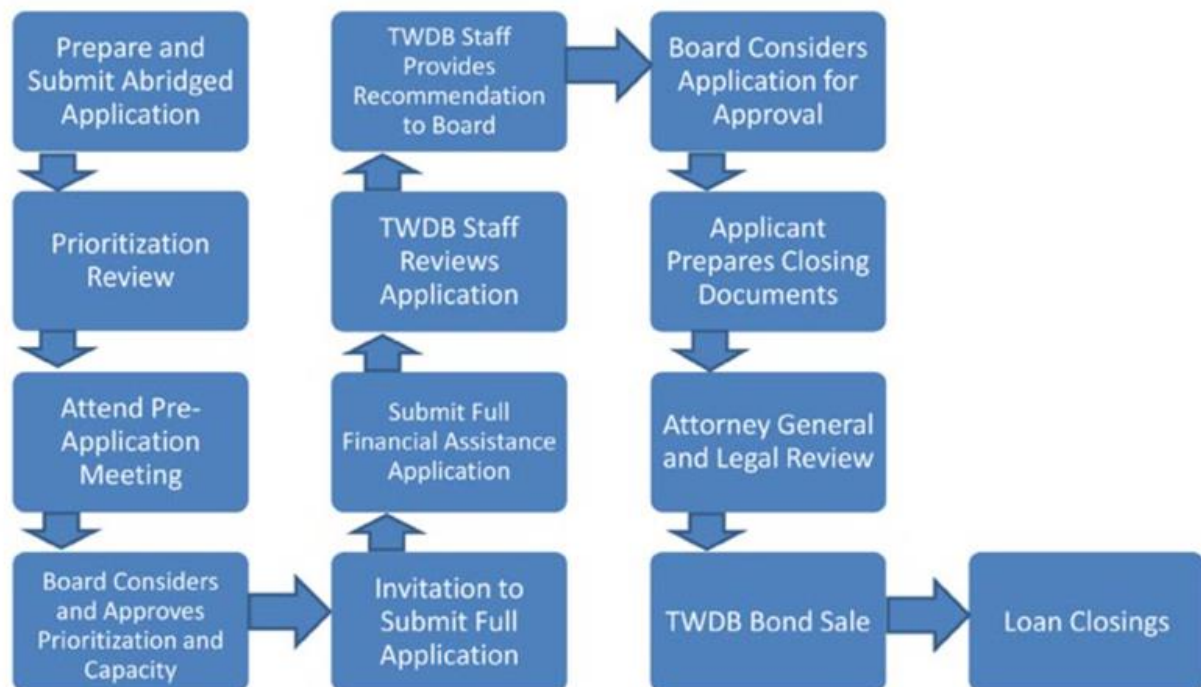 Prepare and
Submit Abridged
Application
Prioritization
Review
Attend Pre-
Application
Meeting
Board Considers
and Approves
Prioritization and
Capacity
Invitation to
Submit Full
Application
Submit Full
Financial Assistance
Application
TWDB Staff
Reviews
Application
TWDB Staff
Provides
Recommendation
to Board
Board Considers
Application for
Approval
Applicant
Prepares Closing
Documents
Attorney General
and Legal Review
TWDB Bond Sale
Loan Closings